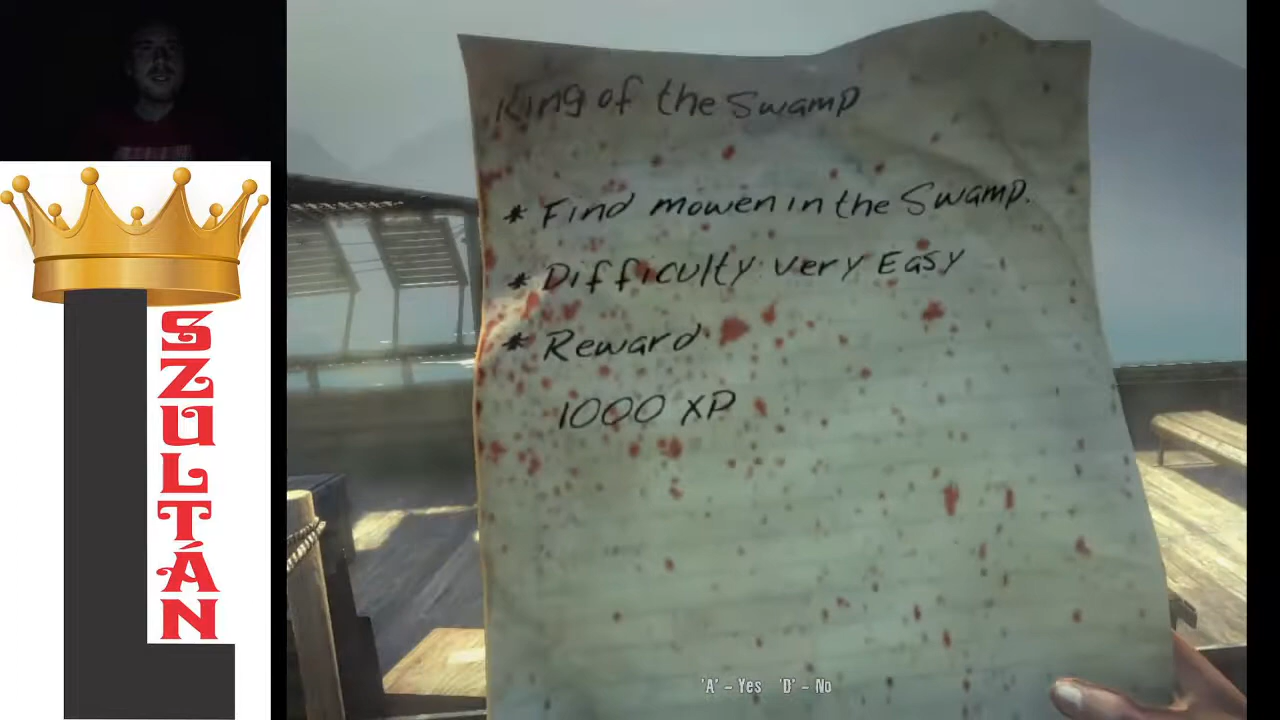 L
SZULTÁN
King of the Swamp
* Find mowen in the Swamp.
* Difficulty very Easy
* Reward
1000 XP
'A' - Yes 'D' - No